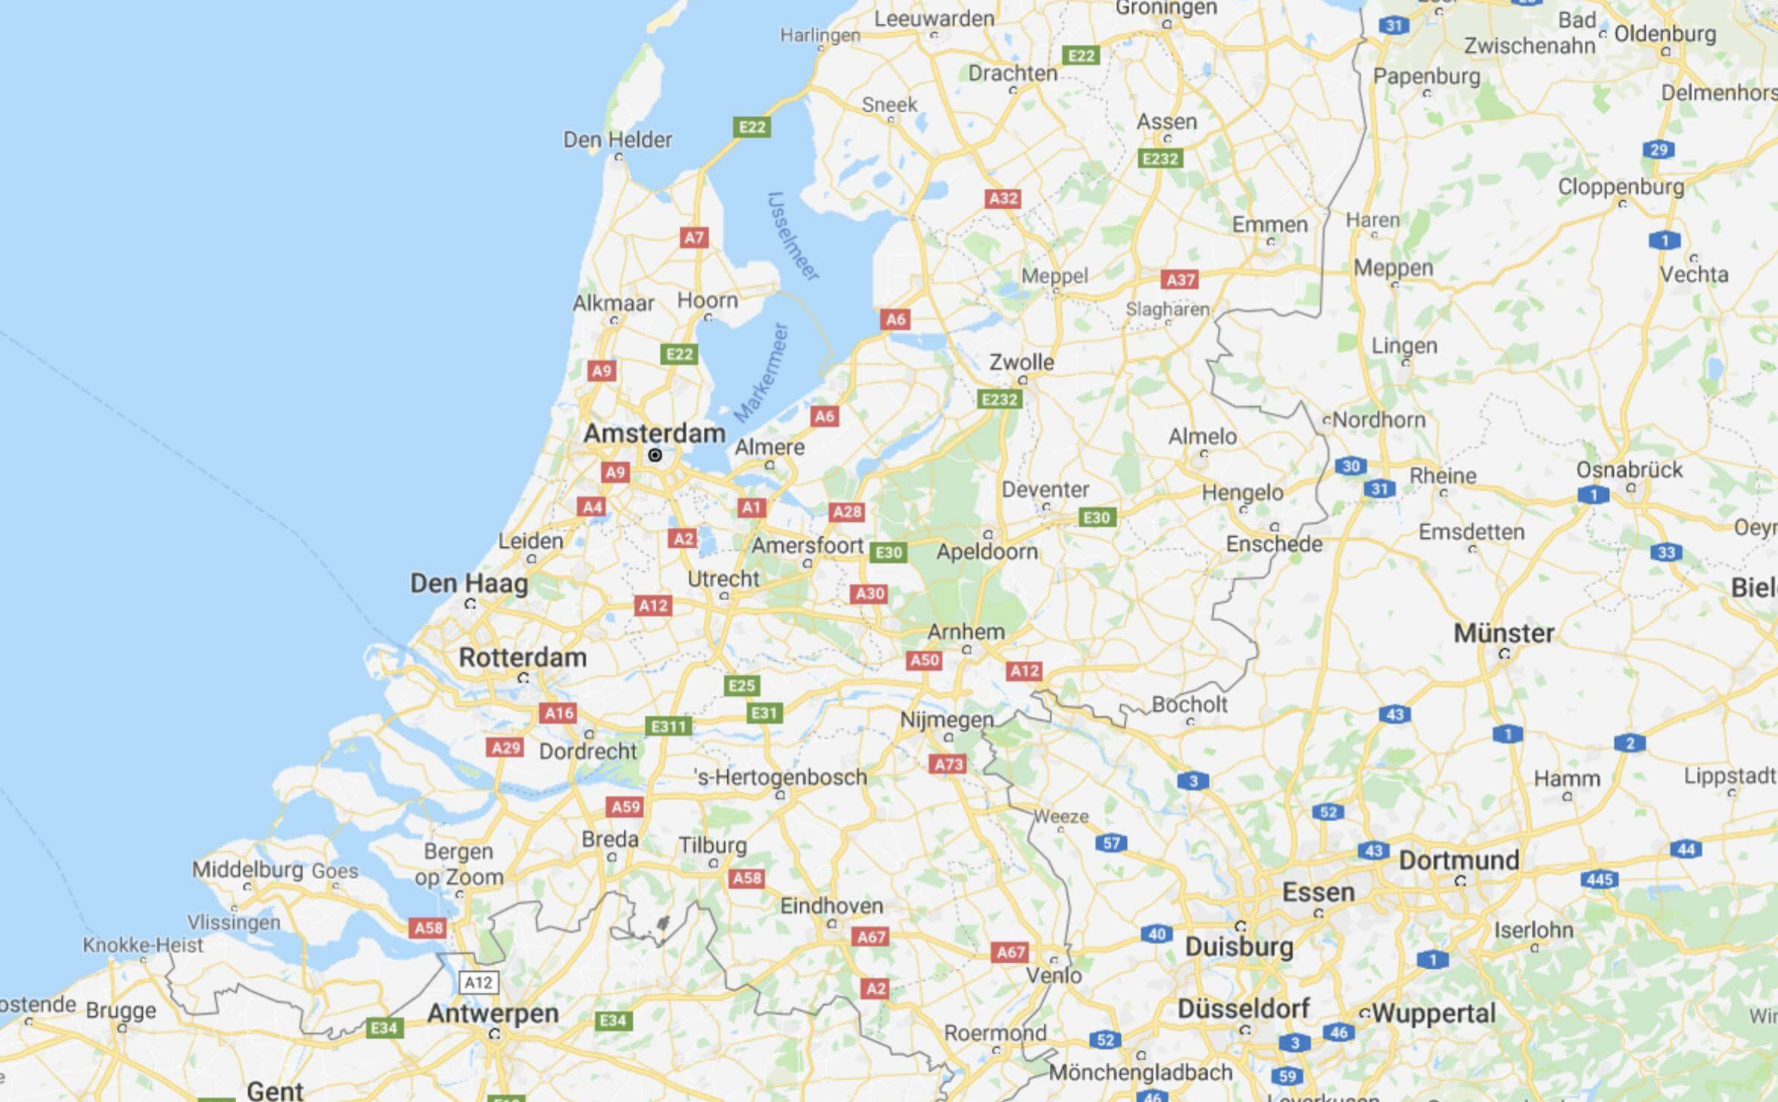 Leeuwarden
Groningen
Harlingen
E22
31
Bad
Zwischenahn
Oldenburg
Drachten
Papenburg
Delmenhors
Sneek
E22
Den Helder
Assen
E232
29
Cloppenburg
A32
IJsselmeer
Emmen
Haren
A7
1
Meppel
A37
Meppen
Vechta
Alkmaar
Hoorn
Slagharen
A6
Markermeer
E22
Zwolle
Lingen
A9
E232
A6
Nordhorn
Amsterdam
Almere
Almelo
A9
30
31
Rheine
Osnabrück
1
A4
A1
A28
Deventer
E30
Hengelo
Leiden
A2
Amersfoort
E30
Apeldoorn
Enschede
Emsdetten
Oeyn
33
Den Haag
Utrecht
A30
Biel
A12
Arnhem
Münster
Rotterdam
A50
A12
E25
A16
E31
Bocholt
43
E311
Nijmegen
1
2
A29
Dordrecht
A73
's-Hertogenbosch
3
Hamm
Lippstadt
A59
52
Weeze
Breda
Tilburg
57
43
Dortmund
44
Bergen
op Zoom
Middelburg
Goes
A58
Essen
445
Eindhoven
Vlissingen
A58
A67
A67
40
Duisburg
Iserlohn
1
Knokke-Heist
Venlo
A12
A2
ostende
Brugge
Antwerpen
E34
E34
Düsseldorf
Wuppertal
Wir
Roermond
52
3
46
Mönchengladbach
59
Gent
46